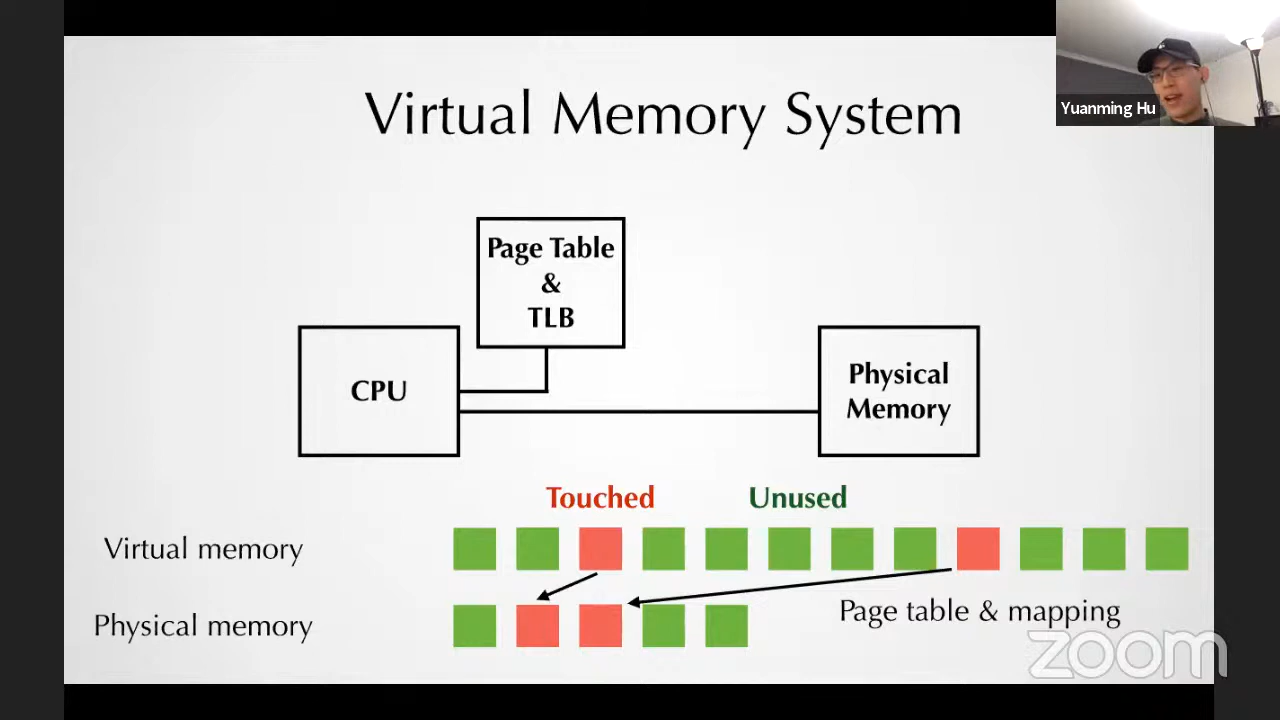 Virtual Memory System
Yuanming Hu
Page Table
&
TLB
CPU
Physical
Memory
Touched
Unused
Virtual memory
Physical memory
Page table & mapping
zoom